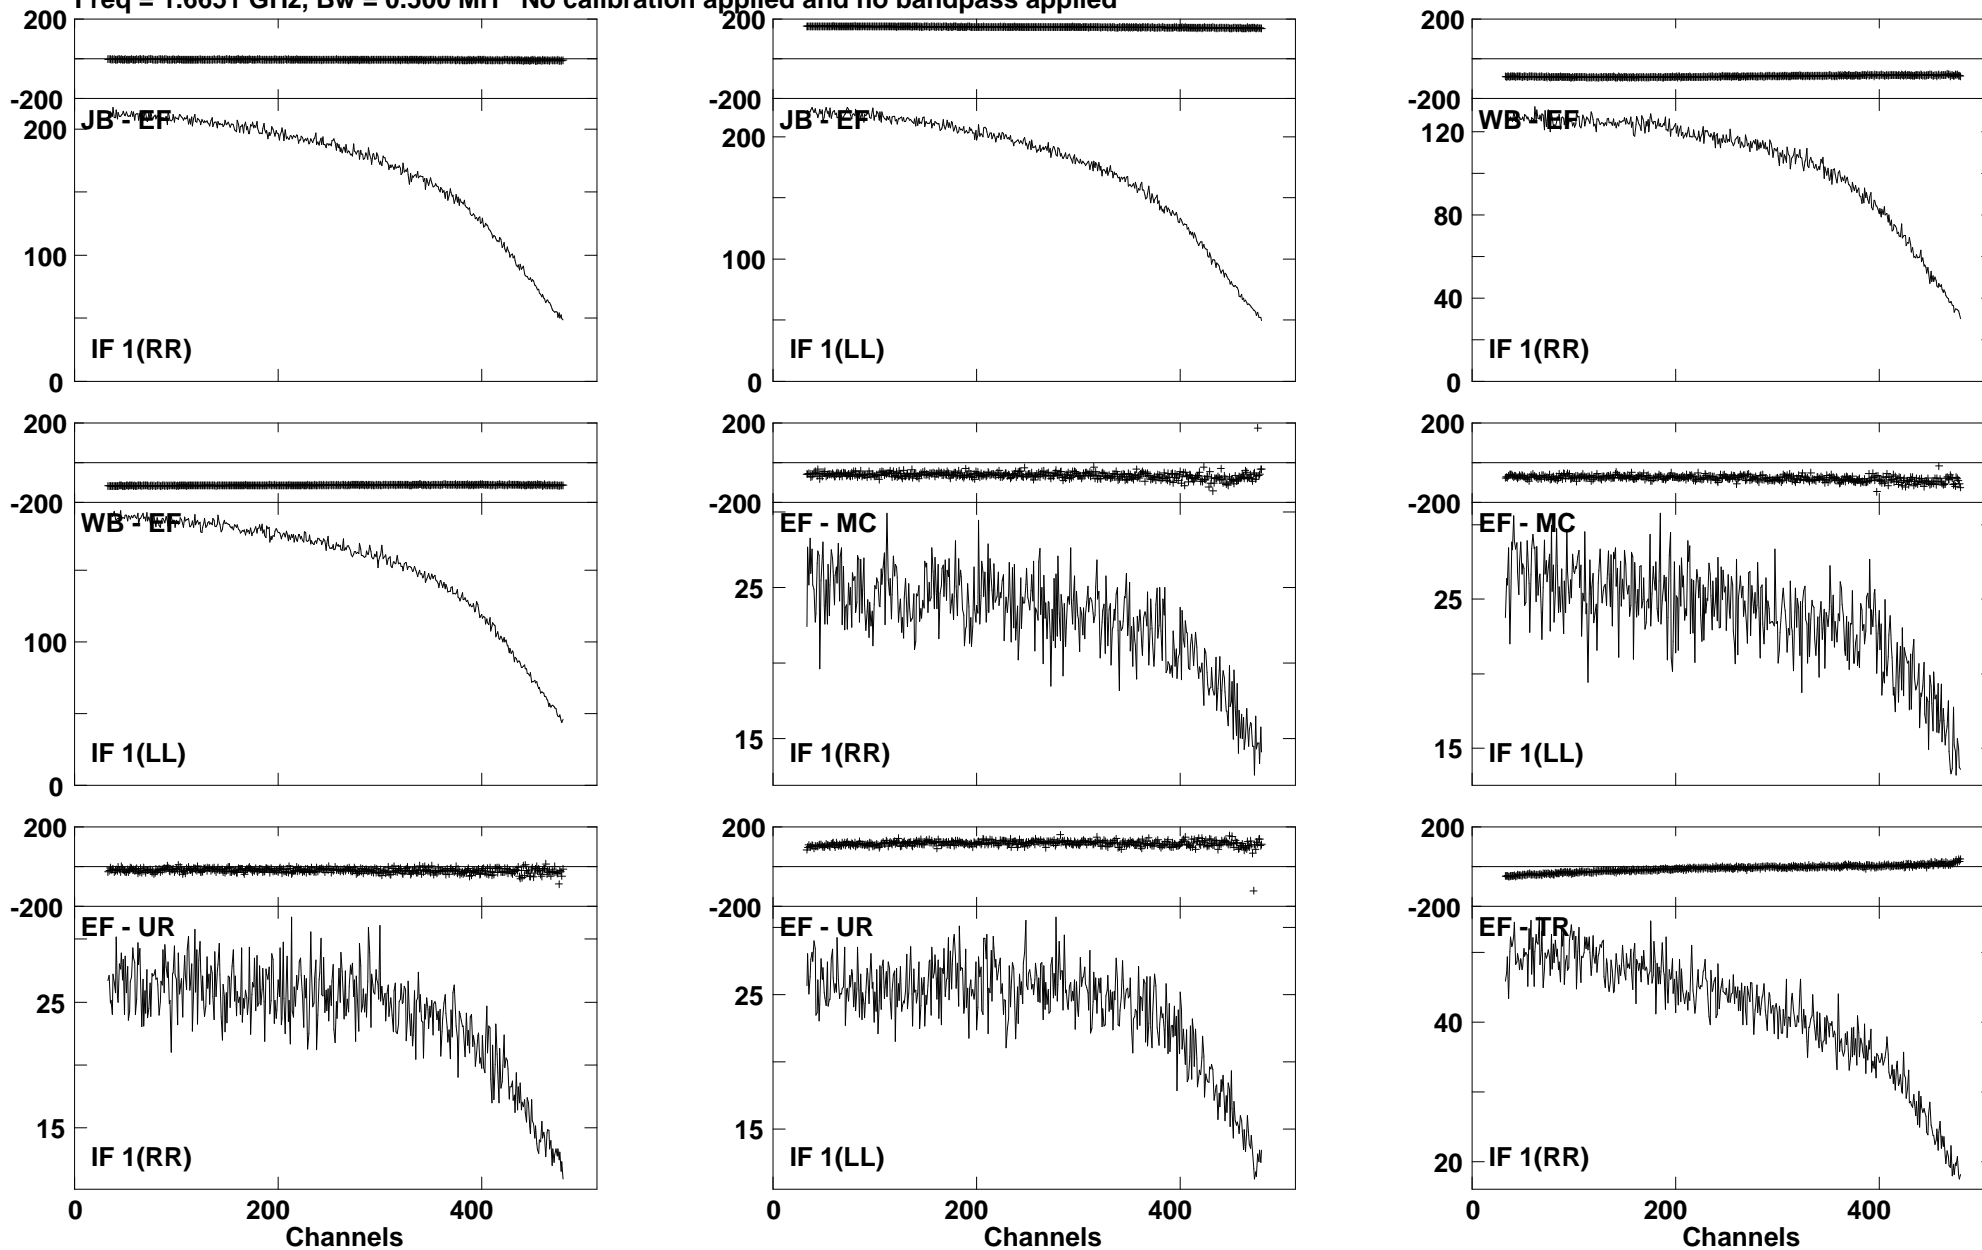 Freq = 1.6651 GHz, Bw = 0.500 MH No calibration applied and no bandpass applied
200 200 200
-200 -200 -200
JB - EF JB - EF WB - EF
200 200 120
100 100 80
40
IF 1(RR) IF 1(LL) IF 1(RR)
0 0 0
200 200 200
-200 -200 -200
WB - EF EF - MC EF - MC
25 25
100
15 15
IF 1(LL) IF 1(RR) IF 1(LL)
0
200 200 200
-200 -200 -200
EF - UR EF - UR EF - TR
25 25 40
15 15 20
IF 1(RR) IF 1(LL) IF 1(RR)
0 200 400 0 200 400 0 200 400
Channels Channels Channels